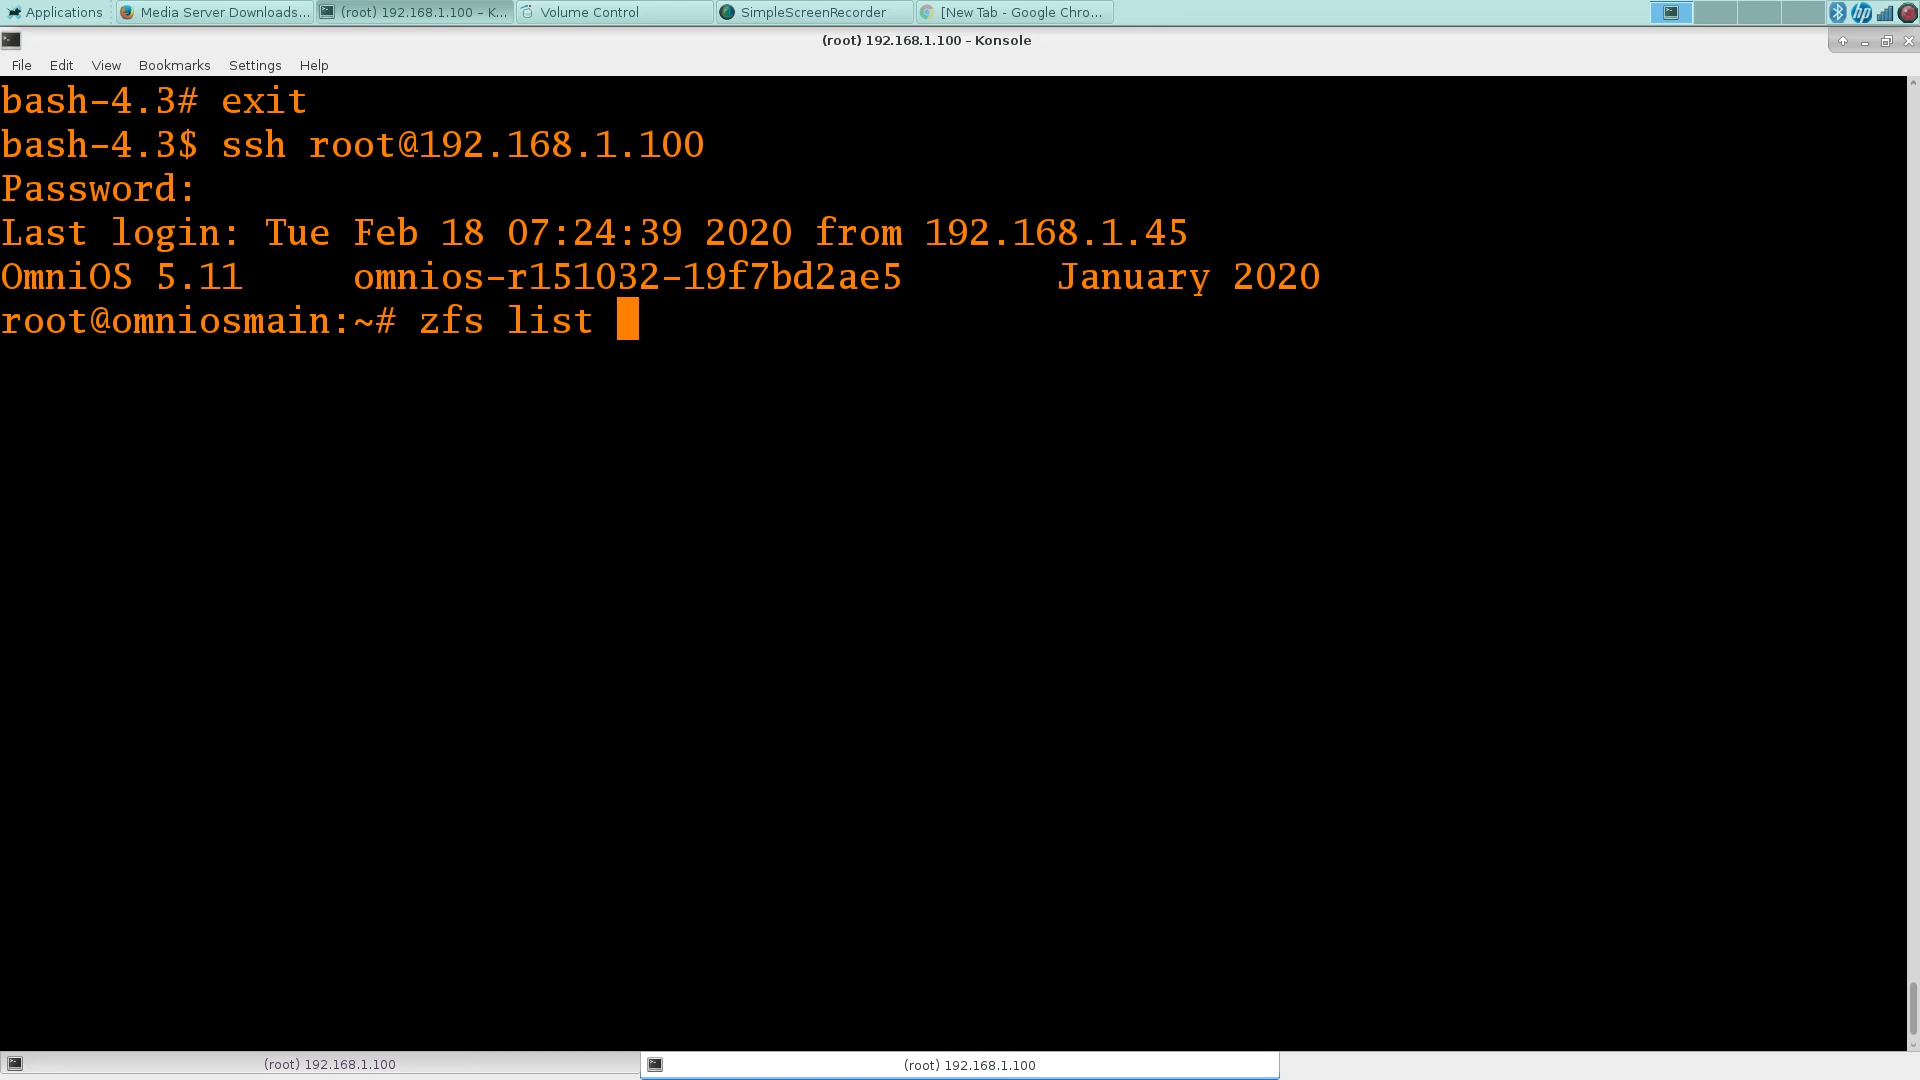 Applications Media Server Downloads... (root) 192.168.1.100 – K... Volume Control SimpleScreenRecorder [New Tab - Google Chro... hp
(root) 192.168.1.100 – Konsole
File Edit View Bookmarks Settings Help
bash-4.3# exit
bash-4.3$ ssh root@192.168.1.100
Password:
Last login: Tue Feb 18 07:24:39 2020 from 192.168.1.45
OmniOS 5.11     omnios-r151032-19f7bd2ae5       January 2020
root@omniosmain:~# zfs list
(root) 192.168.1.100 (root) 192.168.1.100